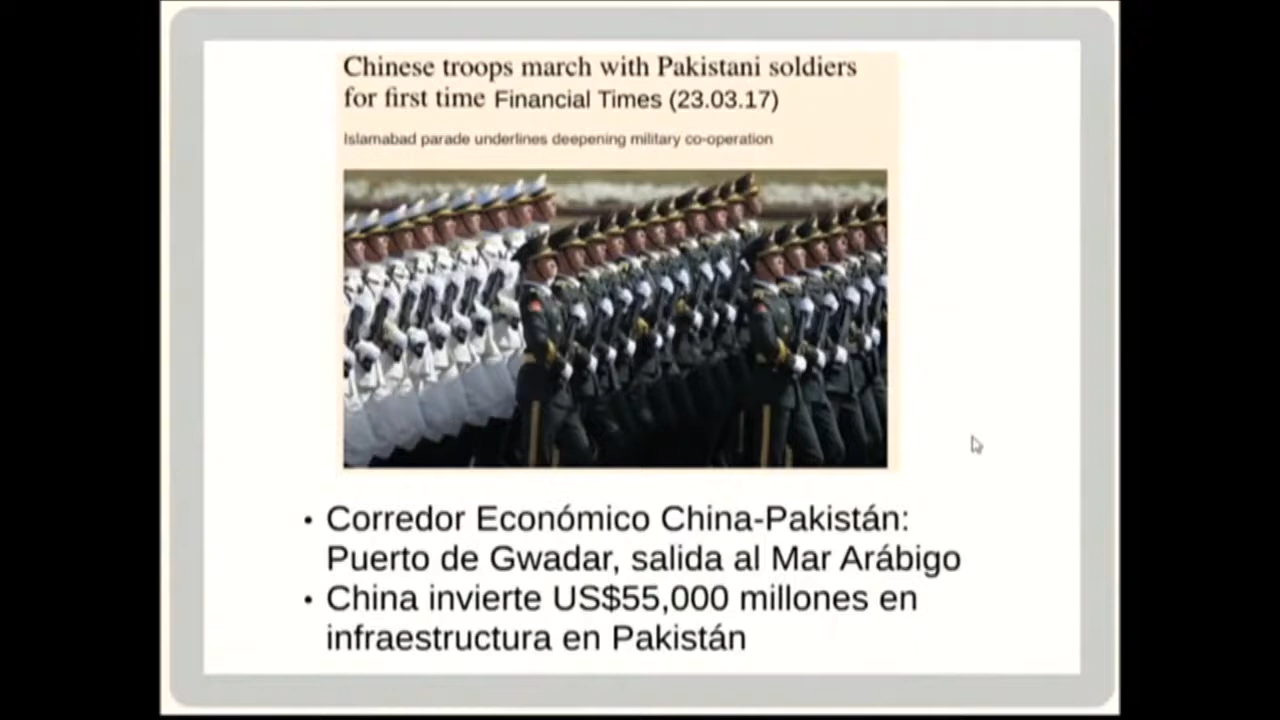 Chinese troops march with Pakistani soldiers
for first time Financial Times (23.03.17)
Islamabad parade underlines deepening military co-operation
• Corredor Económico China-Pakistán:
Puerto de Gwadar, salida al Mar Arábigo
• China invierte US$55,000 millones en
infraestructura en Pakistán